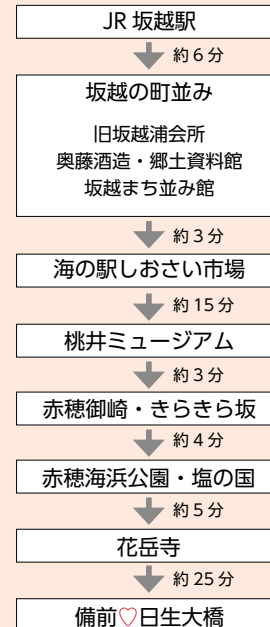 JR 坂越駅
約6分
坂越の町並み
旧坂越浦会所
奥藤酒造・郷土資料館
坂越まち並み館
約3分
海の駅しおさい市場
約15分
桃井ミュージアム
約3分
赤穂御崎・きらきら坂
約4分
赤穂海浜公園・塩の国
約5分
花岳寺
約25分
備前♡日生大橋